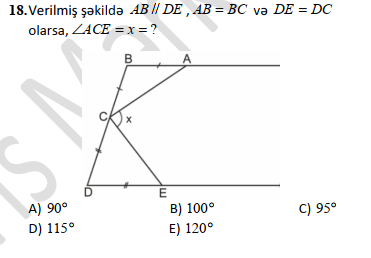 18.Verilmiş şəkildə AB // DE , AB = BC və DE = DC
olarsa, ∠ACE = x = ?
B A
C x
D E
A) 90° B) 100° C) 95°
D) 115° E) 120°